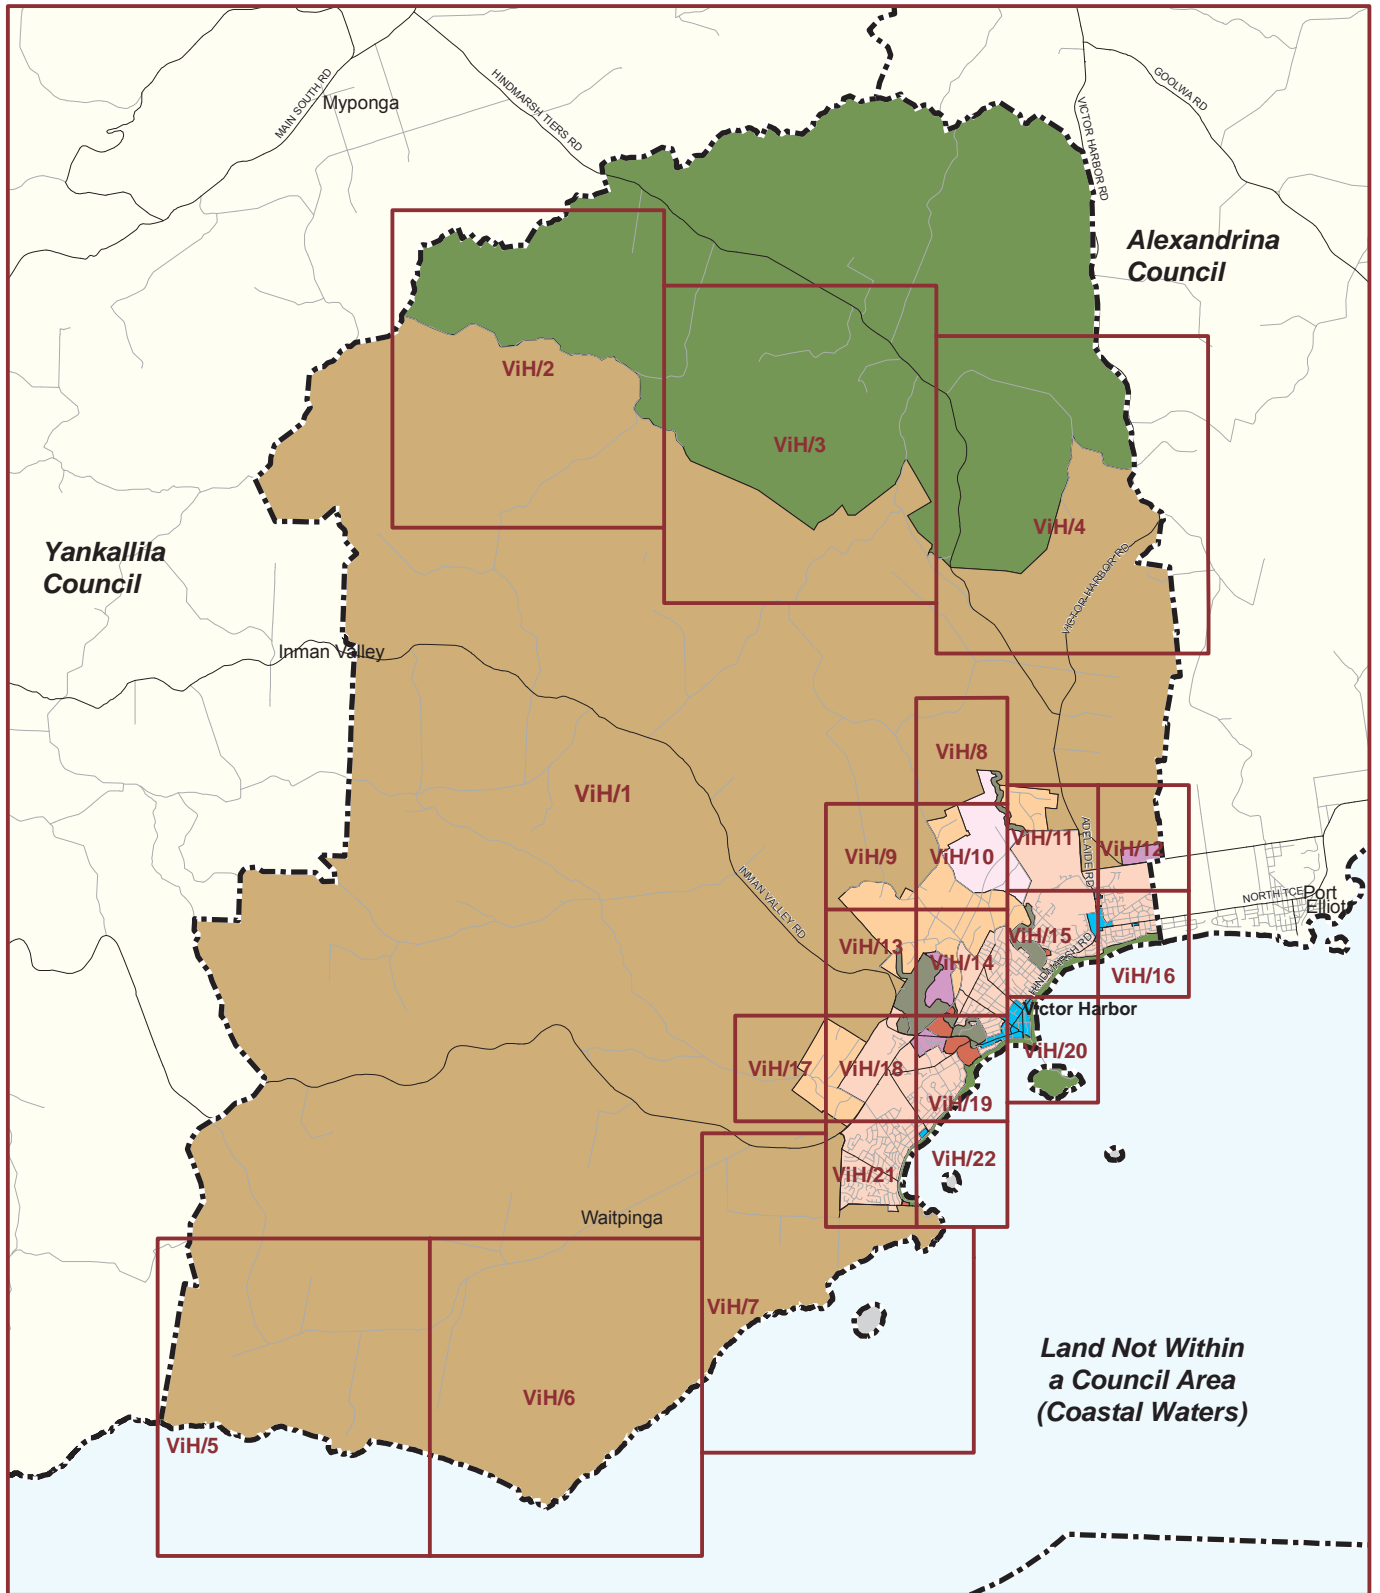 MAIN SOUTH RD
Myponga
HINDMARSH TIERS RD
VICTOR HARBOR RD
GOOLWA RD
Alexandrina
Council
ViH/2
ViH/3
ViH/4
Yankallila
Council
VICTOR HARBOR RD
Inman Valley
ViH/1
ViH/8
ViH/9
ViH/10
ViH/11
ADELAIDE RD
ViH/12
INMAN VALLEY RD
NORTH TCE
Port
Elliot
ViH/13
ViH/14
ViH/15
HINDMARSH RD
ViH/16
Victor Harbor
ViH/17
ViH/18
ViH/19
ViH/20
ViH/21
ViH/22
Waitpinga
ViH/7
ViH/6
ViH/5
Land Not Within
a Council Area
(Coastal Waters)